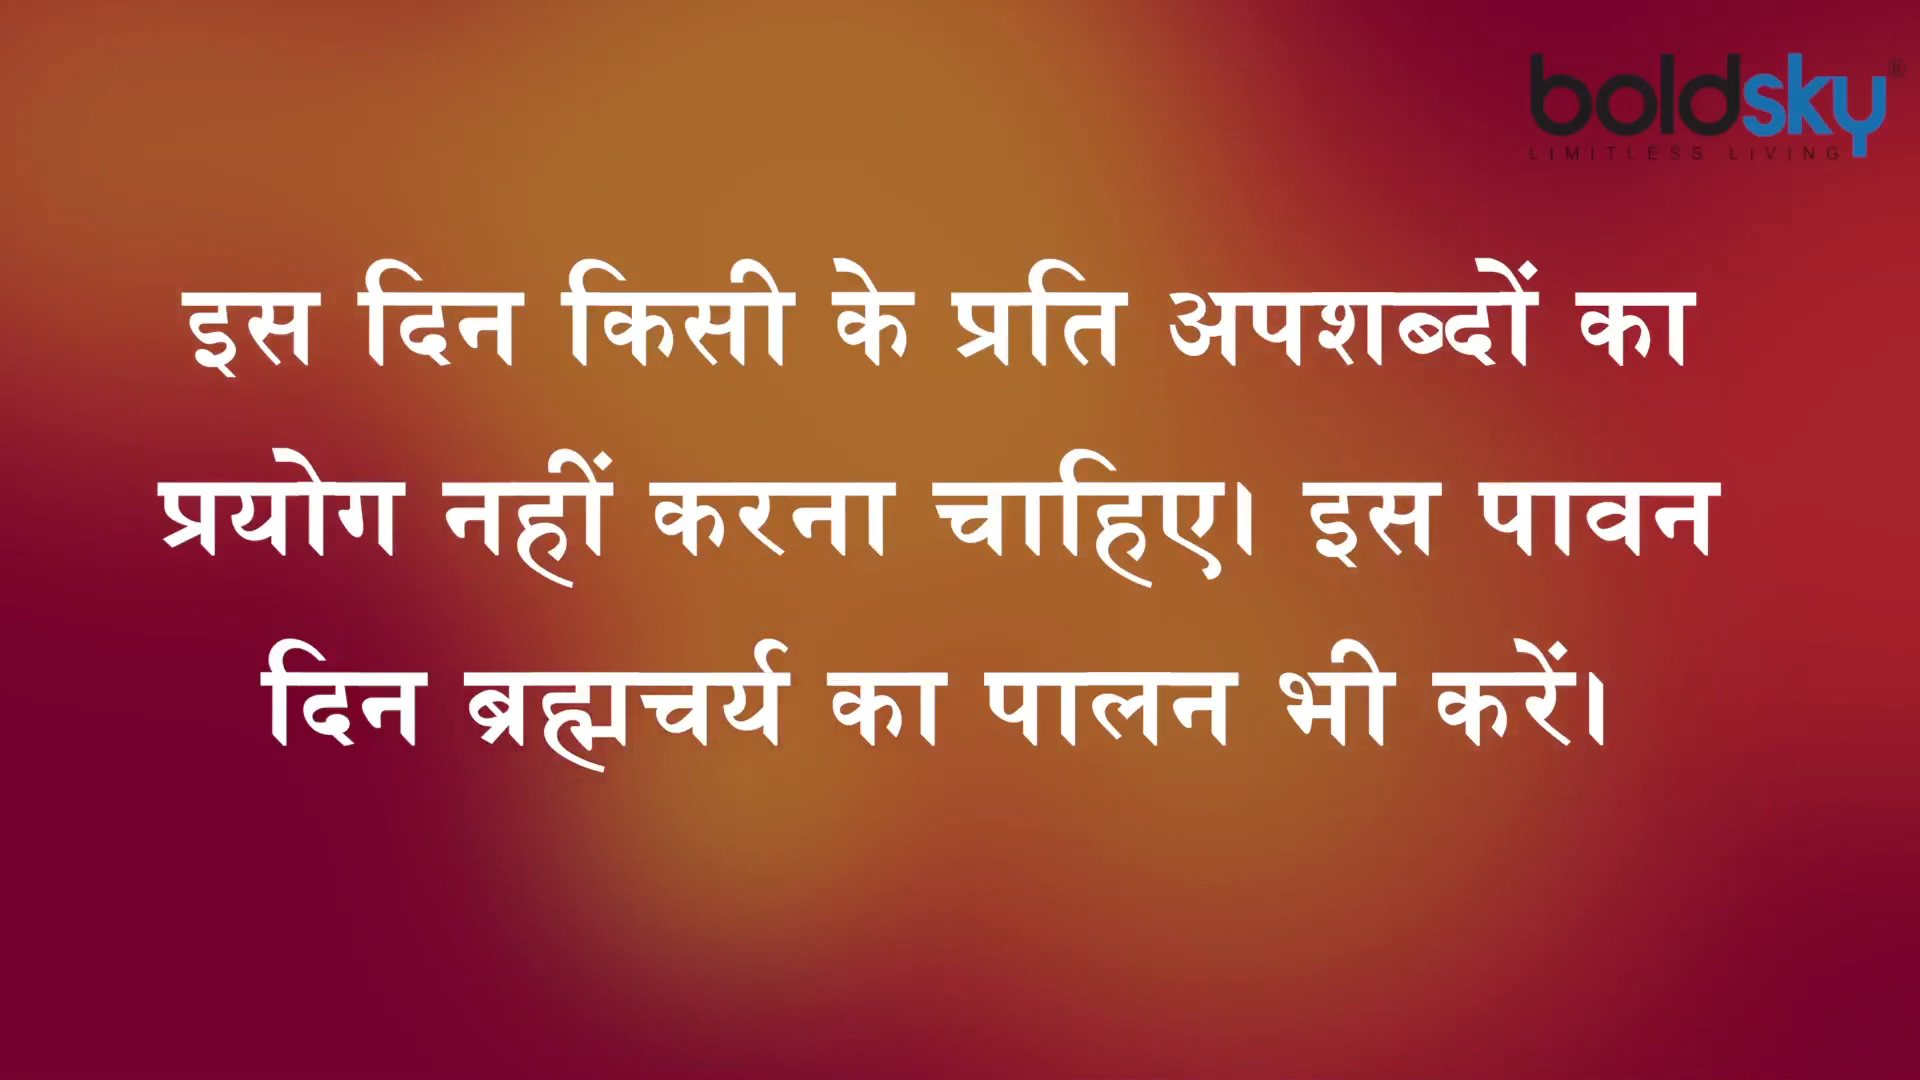 boldsky®
LIMITLESS LIVING
इस दिन किसी के प्रति अपशब्दों का
प्रयोग नहीं करना चाहिए। इस पावन
दिन ब्रह्मचर्य का पालन भी करें।